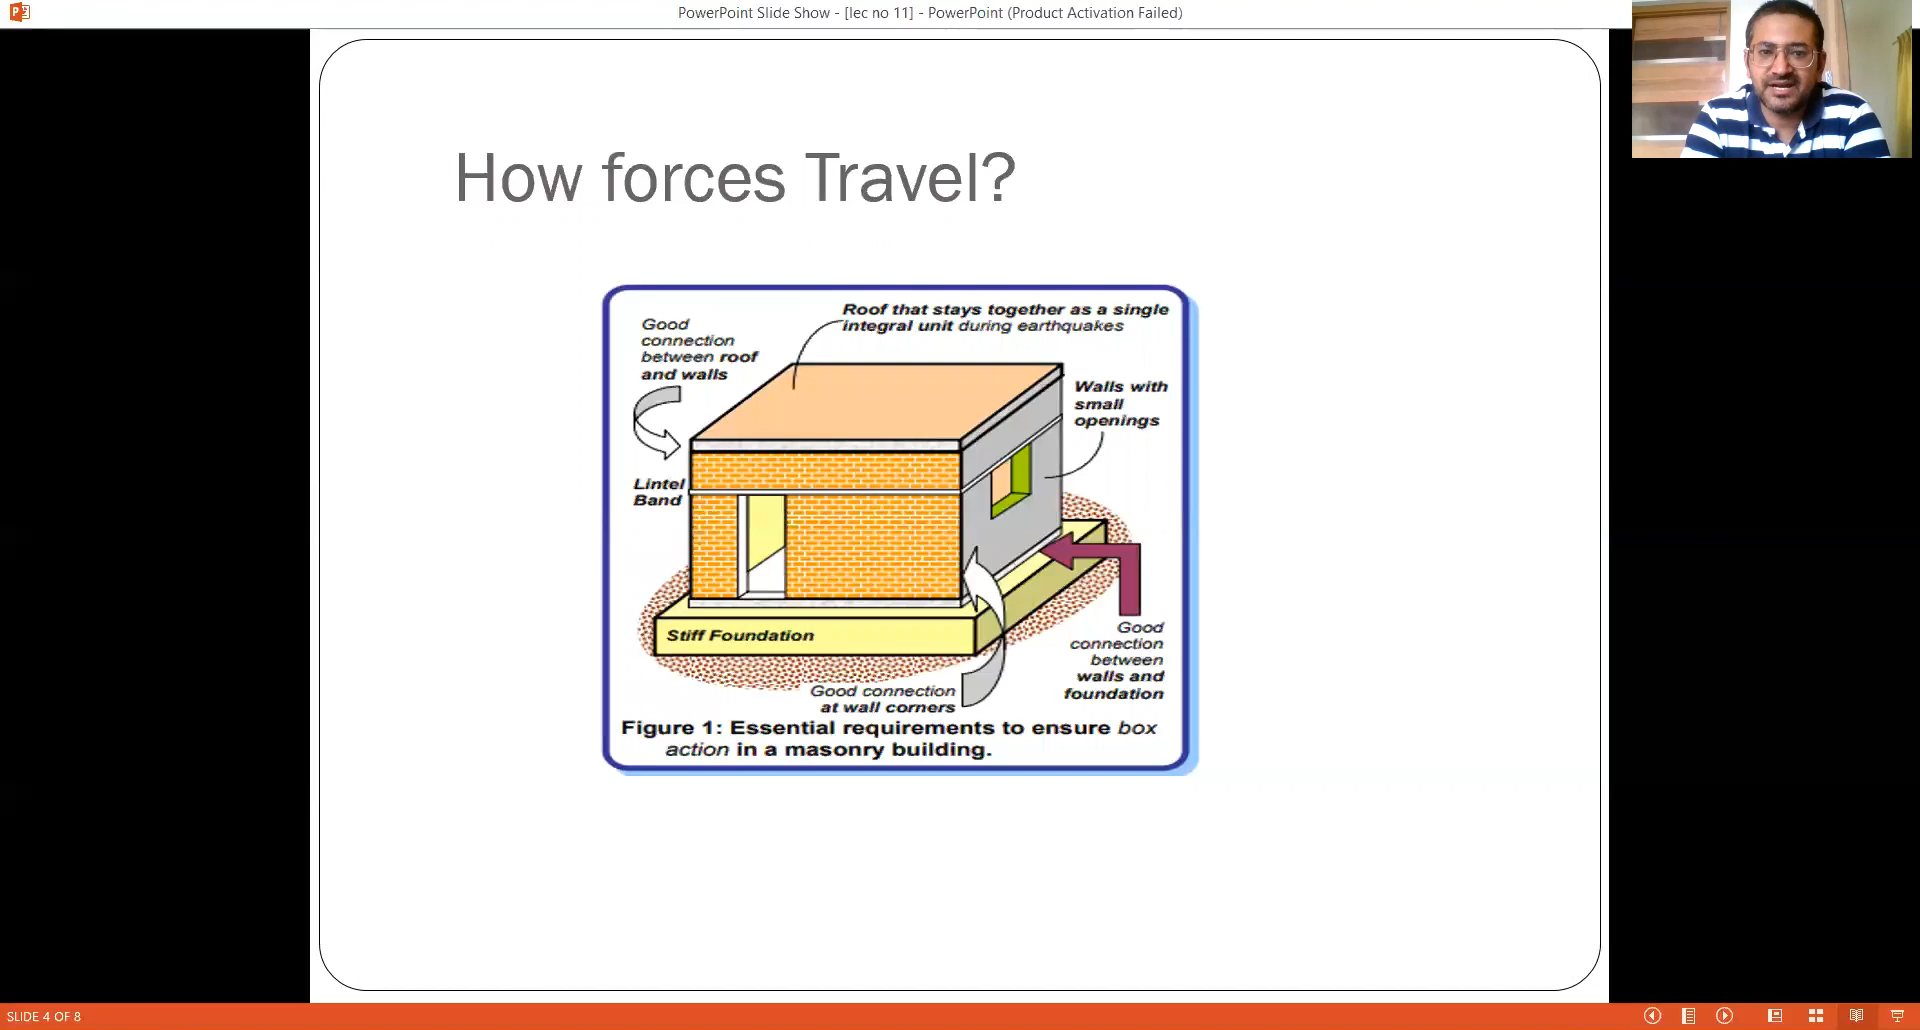 PowerPoint Slide Show - [lec no 11] - PowerPoint (Product Activation Failed)
How forces Travel?
Roof that stays together as a single
integral unit during earthquakes
Good
connection
between roof
and walls
Walls with
small
openings
Lintel
Band
Stiff Foundation
Good
connection
between
walls and
foundation
Good connection
at wall corners
Figure 1: Essential requirements to ensure box
action in a masonry building.
SLIDE 4 OF 8